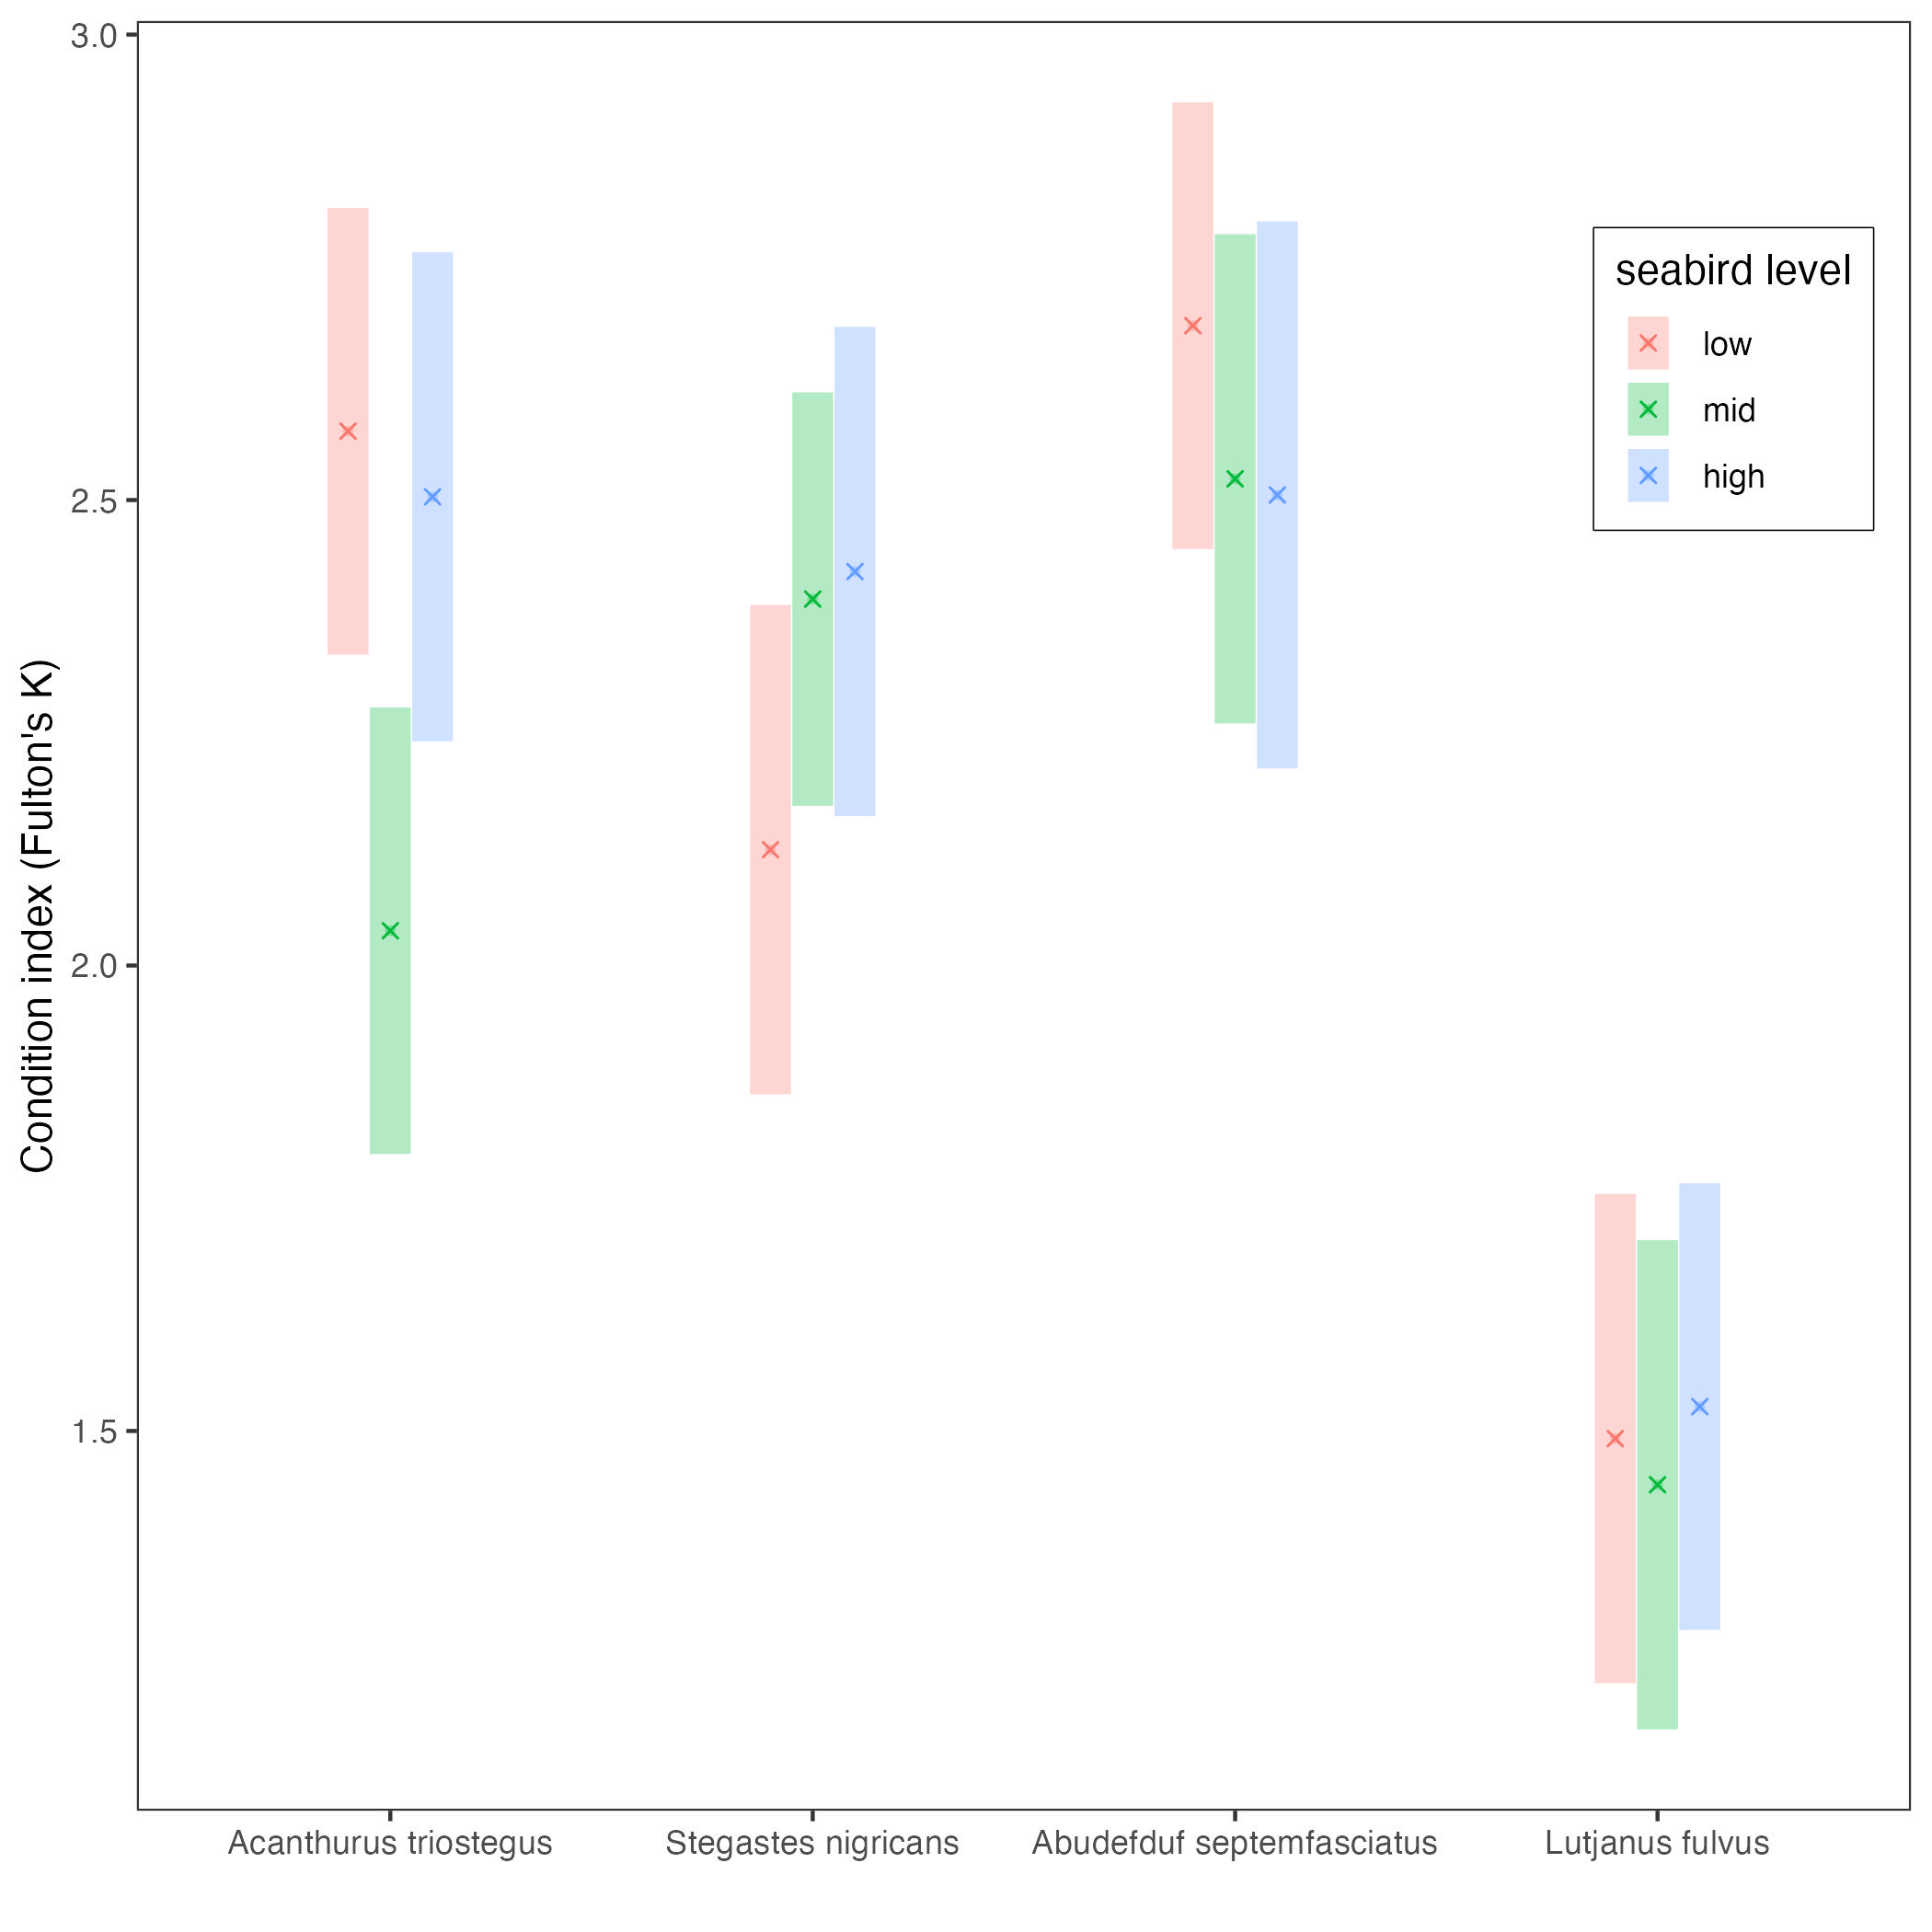 Condition index (Fulton's K)
3.0
2.5
2.0
1.5
seabird level
low
mid
high
Acanthurus triostegus
Stegastes nigricans
Abudefduf septemfasciatus
Lutjanus fulvus